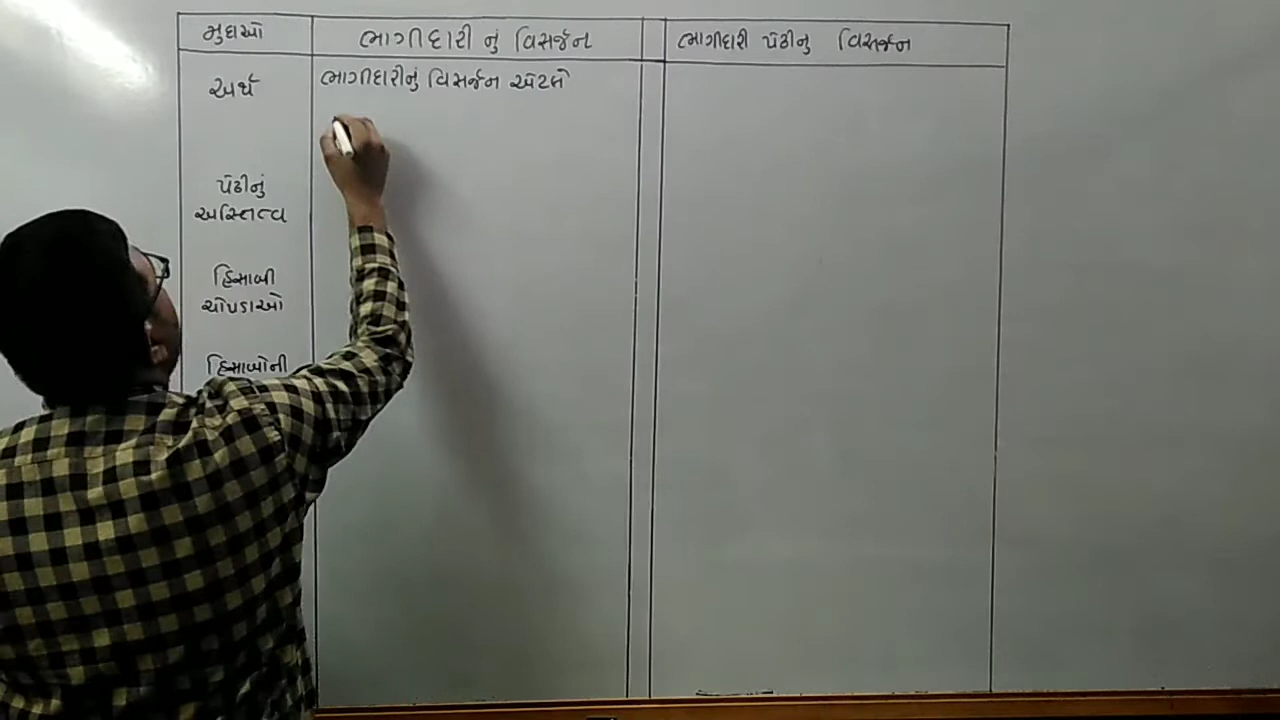 મુદ્દાઓ
ભાગીદારી નું વિસર્જન
ભાગીદારી પેઢીનું વિસર્જન
અર્થ
ભાગીદારીનું વિસર્જન એટલે
પેઢીનું
અસ્તિત્વ
હિસાબી
ચોપડાઓ
હિસાબોની